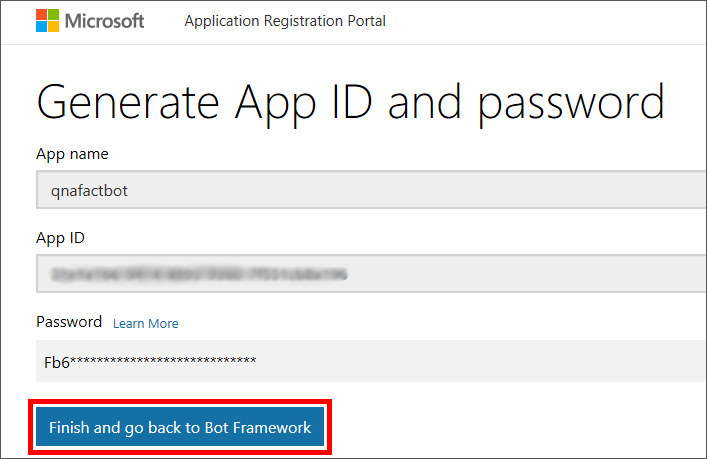 Microsoft Application Registration Portal
Generate App ID and password
App name
qnafactbot
App ID
Password Learn More
Fb6****************************
Finish and go back to Bot Framework